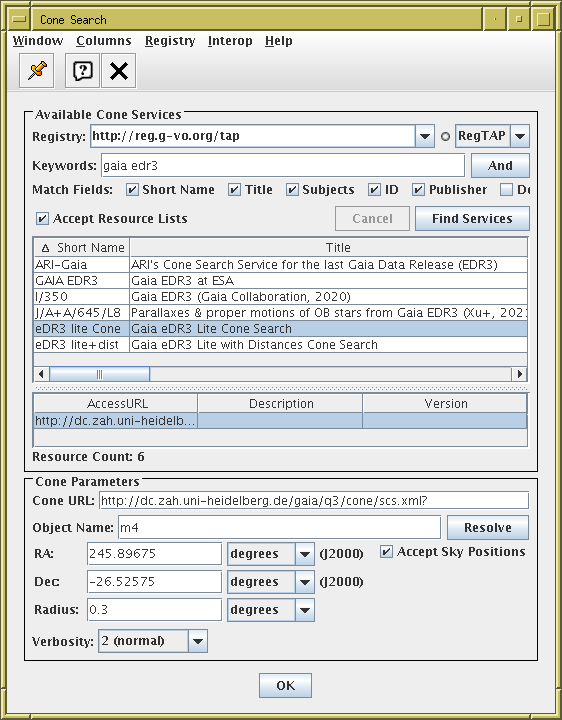 Cone Search
Window Columns Registry Interop Help
Available Cone Services
Registry: http://reg.g-vo.org/tap RegTAP
Keywords: gaia edr3 And
Match Fields: Short Name Title Subjects ID Publisher
Accept Resource Lists Cancel Find Services
Δ Short Name Title
ARI-Gaia ARI's Cone Search Service for the last Gaia Data Release (EDR3)
GAIA EDR3 Gaia EDR3 at ESA
I/350 Gaia EDR3 (Gaia Collaboration, 2020)
J/A+A/645/L8 Parallaxes & proper motions of OB stars from Gaia EDR3 (Xu+,
eDR3 lite Cone Gaia eDR3 Lite Cone Search
eDR3 lite+dist Gaia eDR3 Lite with Distances Cone Search
AccessURL Description Version
http://dc.zah.uni-heidelb...
Resource Count: 6
Cone Parameters
Cone URL: http://dc.zah.uni-heidelberg.de/gaia/q3/cone/scs.xml?
Object Name: m4 Resolve
RA: 245.89675 degrees (J2000) Accept Sky Positions
Dec: -26.52575 degrees (J2000)
Radius: 0.3 degrees
Verbosity: 2 (normal)
OK